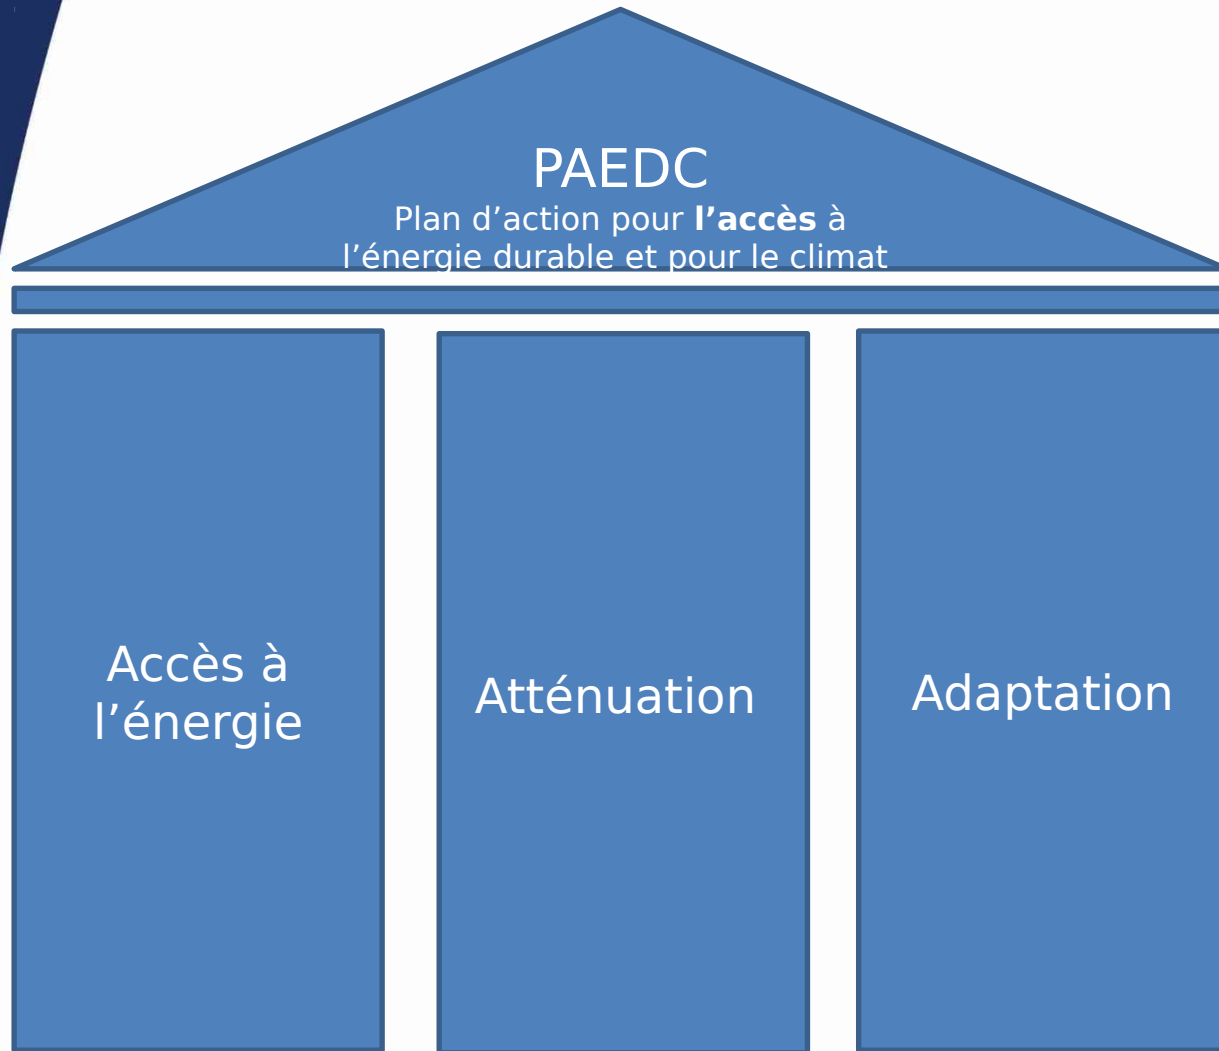 PAEDC
Plan d’action pour l’accès à
l’énergie durable et pour le climat
Accès à
l’énergie
Atténuation
Adaptation